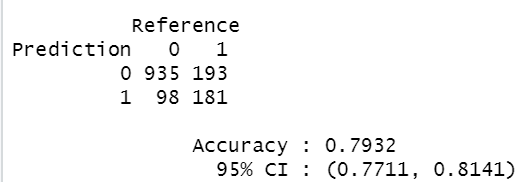 Reference
Prediction 0 1
0 935 193
1 98 181
Accuracy : 0.7932
95% CI : (0.7711, 0.8141)